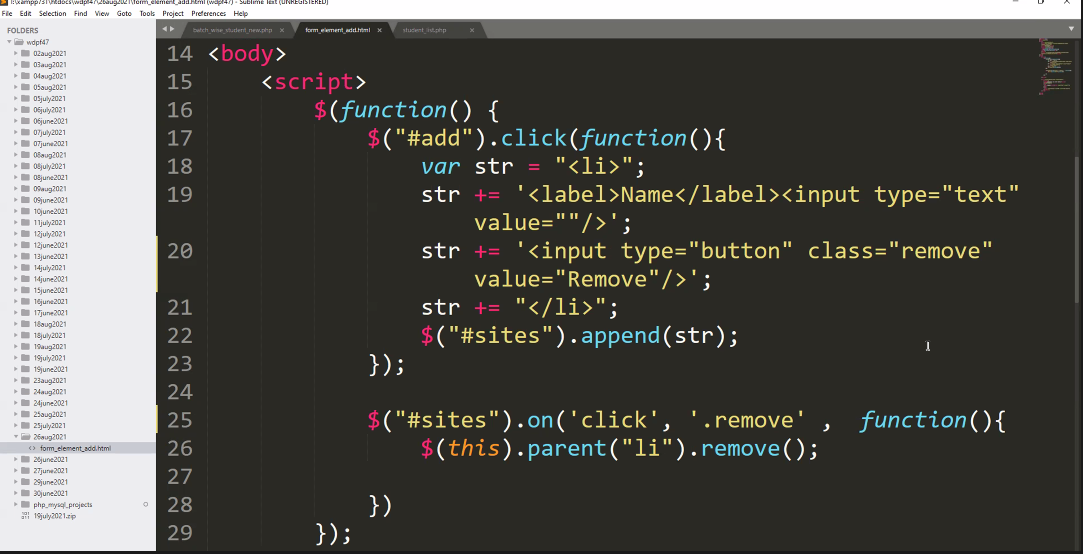 I:\xampp731\htdocs\wdpf47\26aug2021\form_element_add.html (wdpf47) - Sublime Text (UNREGISTERED)
File Edit Selection Find View Goto Tools Project Preferences Help
FOLDERS
wdpf47
02aug2021
03aug2021
04aug2021
05aug2021
05july2021
06july2021
06june2021
07july2021
07june2021
08aug2021
08july2021
08june2021
09aug2021
09june2021
10june2021
11july2021
12july2021
12june2021
13june2021
14july2021
14june2021
15june2021
16june2021
17june2021
18aug2021
18july2021
19aug2021
19july2021
19june2021
23aug2021
24aug2021
24june2021
25aug2021
25july2021
26aug2021
form_element_add.html
26june2021
27june2021
29june2021
30june2021
php_mysql_projects
19july2021.zip
batch_wise_student_new.php × form_element_add.html × student_list.php ×
14 <body>
15 <script>
16 $(function() {
17 $("#add").click(function(){
18 var str = "<li>";
19 str += '<label>Name</label><input type="text"
value=""/>';
20 str += '<input type="button" class="remove"
value="Remove"/>';
21 str += "</li>";
22 $("#sites").append(str);
23 });
24
25 $("#sites").on('click', '.remove' ,  function(){
26 $(this).parent("li").remove();
27
28 })
29 });